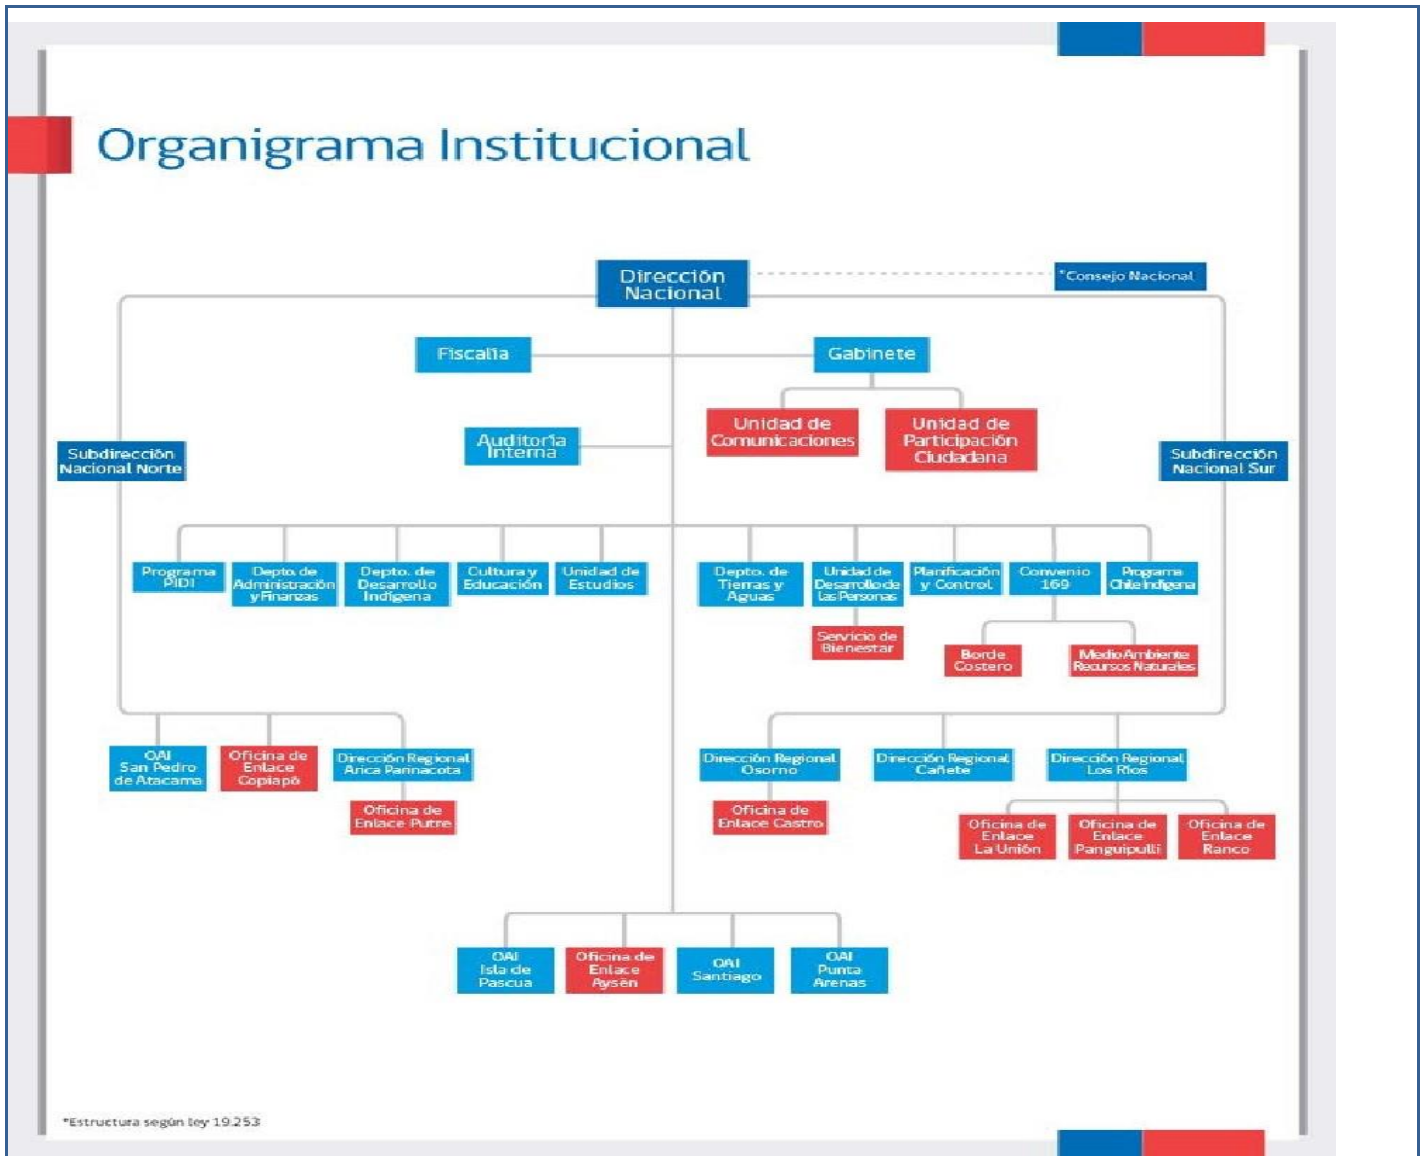 Organigrama Institucional
Dirección
Nacional
*Consejo Nacional
Fiscalía
Gabinete
Unidad de
Comunicaciones
Unidad de
Participación
Ciudadana
Auditoría
Interna
Subdirección
Nacional Norte
Subdirección
Nacional Sur
Programa
PIDI
Depto. de
Administración
y Finanzas
Depto. de
Desarrollo
Indígena
Cultura y
Educación
Unidad de
Estudios
Depto. de
Tierras y
Aguas
Unidad de
Desarrollo de
las Personas
Planificación
y Control
Convenio
169
Programa
Chile Indígena
Servicio de
Bienestar
Borde
Costero
Medio Ambiente
Recursos Naturales
OAI
San Pedro
de Atacama
Oficina de
Enlace
Copiapó
Dirección Regional
Arica Parinacota
Oficina de
Enlace Putre
Dirección Regional
Osorno
Dirección Regional
Cañete
Dirección Regional
Los Ríos
Oficina de
Enlace Castro
Oficina de
Enlace
La Unión
Oficina de
Enlace
Panguipulli
Oficina de
Enlace
Ranco
OAI
Isla de
Pascua
Oficina de
Enlace
Aysén
OAI
Santiago
OAI
Punta
Arenas
*Estructura según ley 19.253